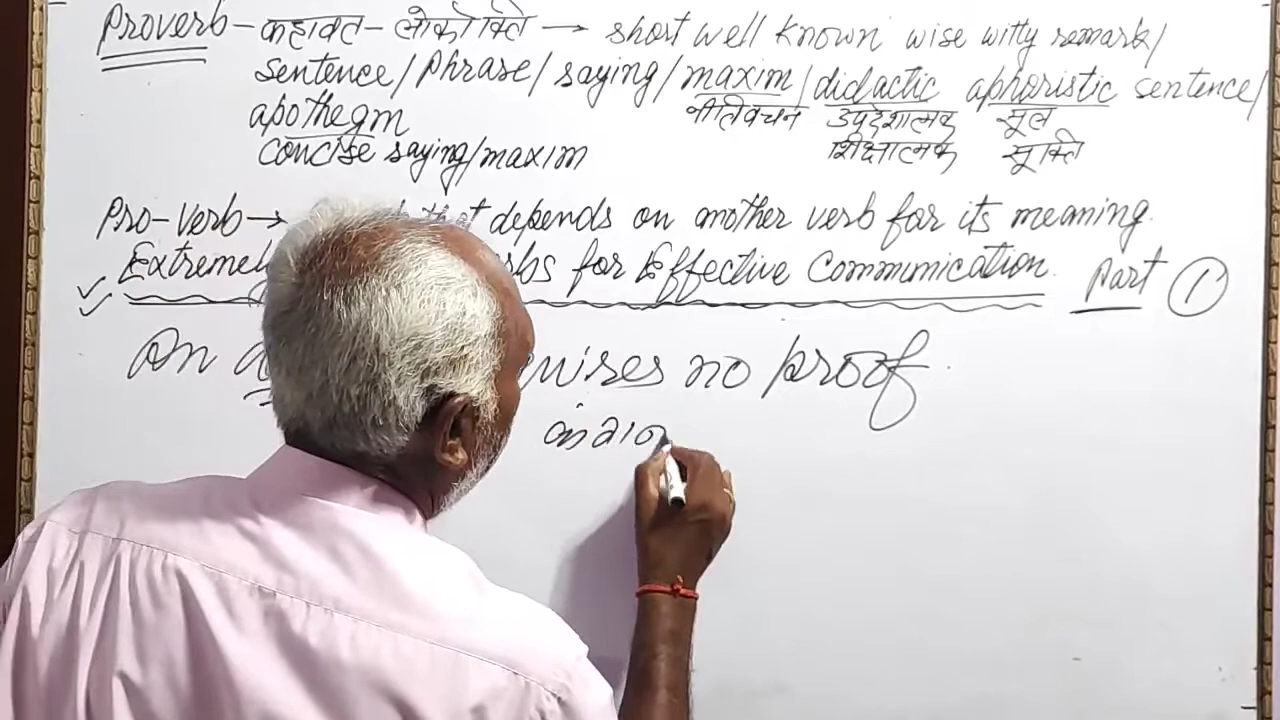 Proverb - कहावत - लोकोक्ति → short well known wise witty remark/
sentence/phrase/saying/maxim/didactic aphoristic sentence/
नीतिवचन उपदेशात्मक सूत्र
apothegm
शिक्षात्मक सूक्ति
concise saying/maxim
Pro-verb → that depends on another verb for its meaning.
Extremely for Effective Communication Part 1
An no proof